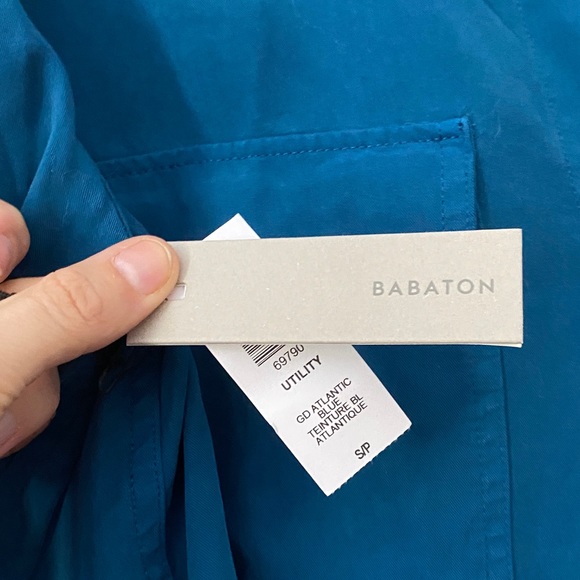 BABATON
69790
UTILITY
GD ATLANTIC
BLUE
TEINTURE BL
ATLANTIQUE
S/P